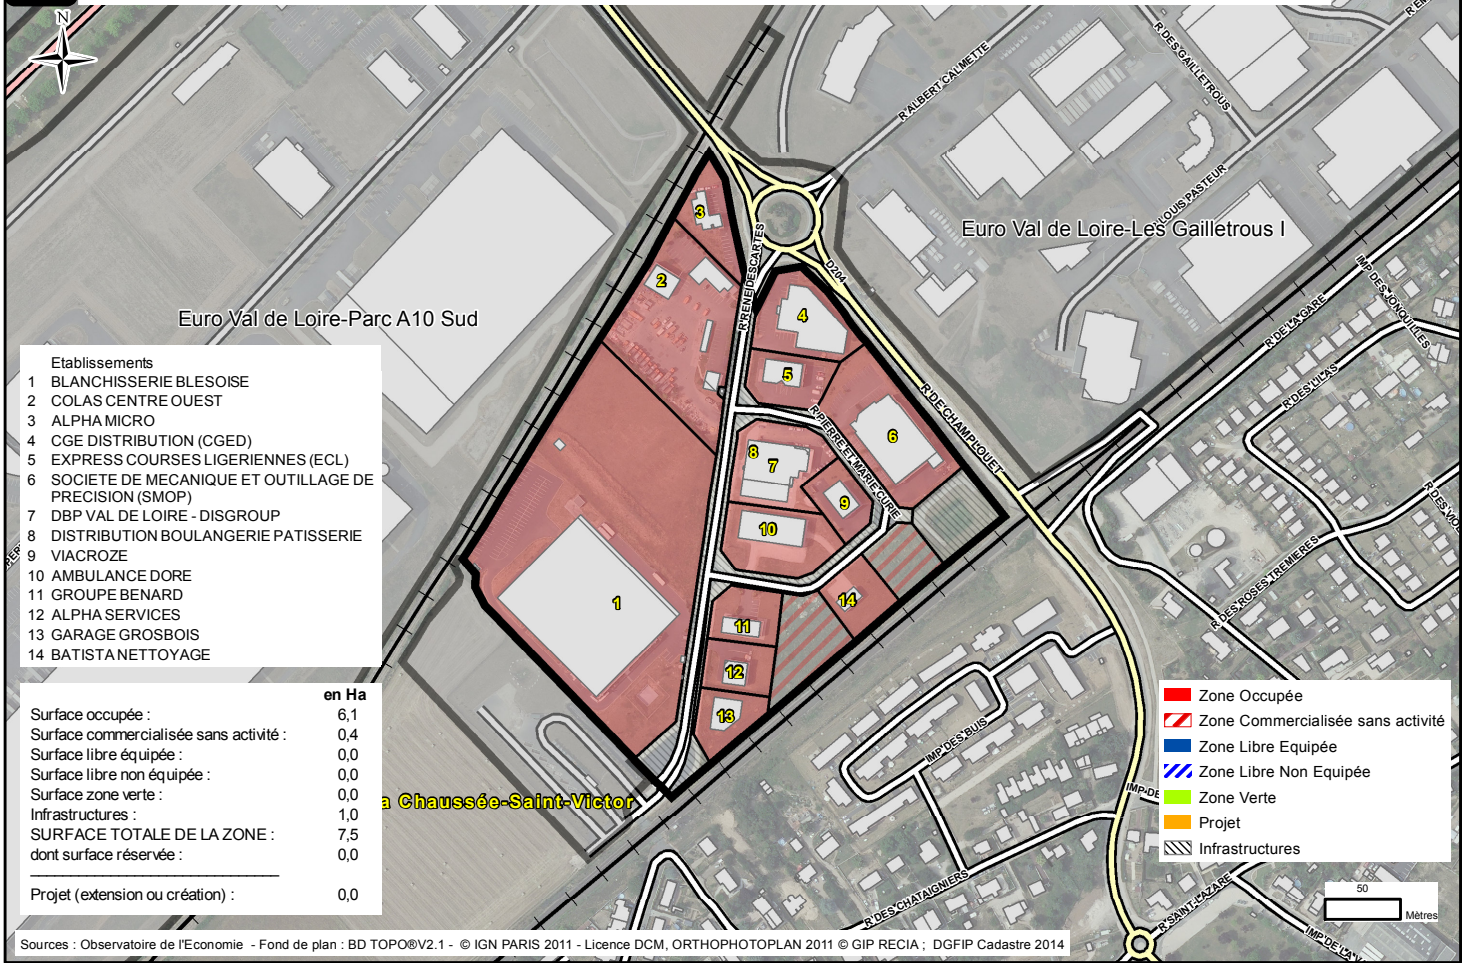 N
R ALBERT CALMETTE
R DES GAILLETROUS
R LOUIS PASTEUR
Euro Val de Loire-Les Gailletrous I
IMP DES JONQUILLES
R DE LA GARE
R DES LILAS
R DES ROSES TREMIERES
D204
R RENE DESCARTES
R DE CHAMPLOUET
R PIERRE ET MARIE CURIE
Euro Val de Loire-Parc A10 Sud
3
2
4
5
6
8
7
9
10
1
14
11
12
13
Etablissements
1 BLANCHISSERIE BLESOISE
2 COLAS CENTRE OUEST
3 ALPHA MICRO
4 CGE DISTRIBUTION (CGED)
5 EXPRESS COURSES LIGERIENNES (ECL)
6 SOCIETE DE MECANIQUE ET OUTILLAGE DE
PRECISION (SMOP)
7 DBP VAL DE LOIRE - DISGROUP
8 DISTRIBUTION BOULANGERIE PATISSERIE
9 VIACROZE
10 AMBULANCE DORE
11 GROUPE BENARD
12 ALPHA SERVICES
13 GARAGE GROSBOIS
14 BATISTA NETTOYAGE
en Ha
Surface occupée : 6,1
Surface commercialisée sans activité : 0,4
Surface libre équipée : 0,0
Surface libre non équipée : 0,0
Surface zone verte : 0,0
Infrastructures : 1,0
SURFACE TOTALE DE LA ZONE : 7,5
dont surface réservée : 0,0
Projet (extension ou création) : 0,0
a Chaussée-Saint-Victor
IMP DES BUIS
R DES CHATAIGNIERS
R SAINT-LAZARE
IMP DE LA
Zone Occupée
Zone Commercialisée sans activité
Zone Libre Equipée
Zone Libre Non Equipée
Zone Verte
Projet
Infrastructures
50
Mètres
Sources : Observatoire de l'Economie - Fond de plan : BD TOPO®V2.1 - © IGN PARIS 2011 - Licence DCM, ORTHOPHOTOPLAN 2011 © GIP RECIA ; DGFIP Cadastre 2014